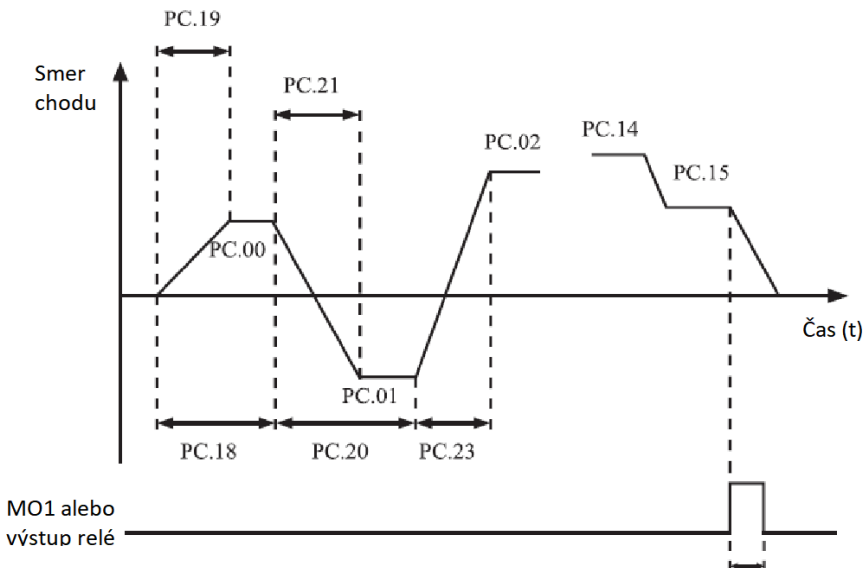 PC.19
Smer
chodu
PC.21
PC.02
PC.14
PC.15
PC.00
Čas (t)
PC.01
PC.18
PC.20
PC.23
MO1 alebo
výstup relé